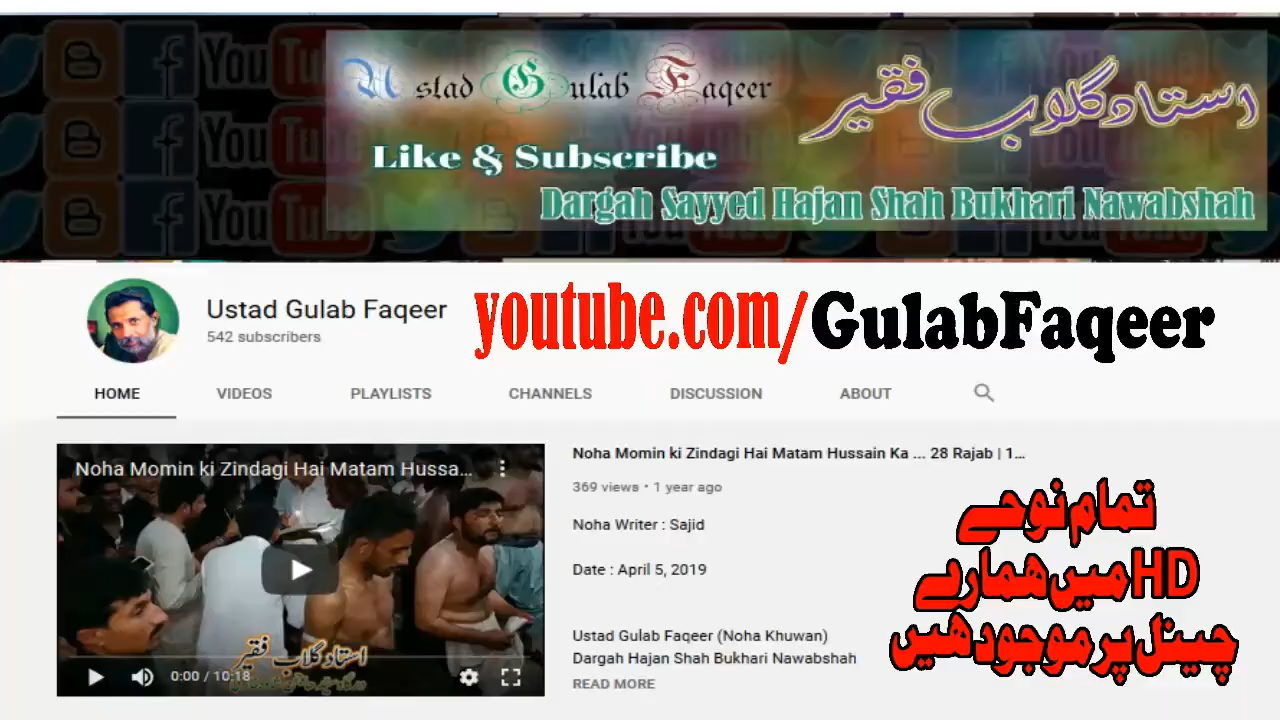 Ustad Gulab Faqeer
استاد گلاب فقیر
Like & Subscribe
Dargah Sayyed Hajan Shah Bukhari Nawabshah
Ustad Gulab Faqeer
542 subscribers
youtube.com/GulabFaqeer
HOME VIDEOS PLAYLISTS CHANNELS DISCUSSION ABOUT
Noha Momin ki Zindagi Hai Matam Hussa...
استاد گلاب فقیر
0:00 / 10:18
Noha Momin ki Zindagi Hai Matam Hussain Ka ... 28 Rajab | 1...
369 views • 1 year ago
Noha Writer : Sajid
Date : April 5, 2019
Ustad Gulab Faqeer (Noha Khuwan)
Dargah Hajan Shah Bukhari Nawabshah
READ MORE
تمام نوحے
HD میں ھمارے
چینل پر موجود ھیں